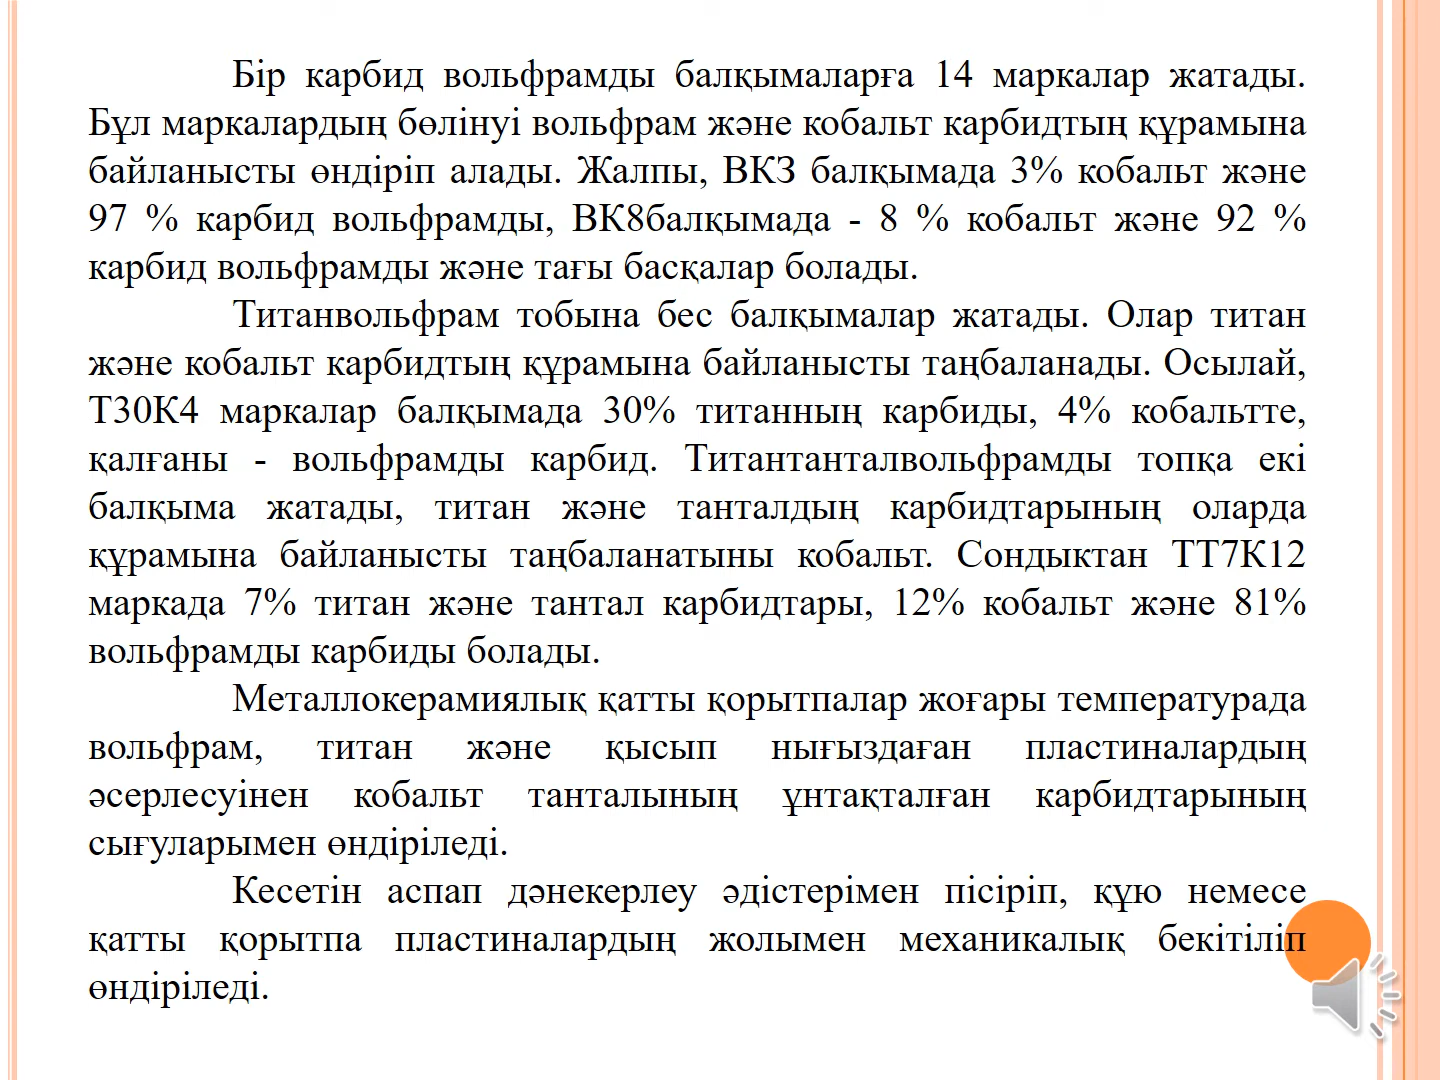 Бір карбид вольфрамды балқымаларға 14 маркалар жатады.
Бұл маркалардың бөлінуі вольфрам және кобальт карбидтың құрамына
байланысты өндіріп алады. Жалпы, ВКЗ балқымада 3% кобальт және
97 % карбид вольфрамды, ВК8балқымада - 8 % кобальт және 92 %
карбид вольфрамды және тағы басқалар болады.
Титанвольфрам тобына бес балқымалар жатады. Олар титан
және кобальт карбидтың құрамына байланысты таңбаланады. Осылай,
Т30К4 маркалар балқымада 30% титанның карбиды, 4% кобальтте,
қалғаны - вольфрамды карбид. Титантанталвольфрамды топқа екі
балқыма жатады, титан және танталдың карбидтарының оларда
құрамына байланысты таңбаланатыны кобальт. Сондыктан ТТ7К12
маркада 7% титан және тантал карбидтары, 12% кобальт және 81%
вольфрамды карбиды болады.
Металлокерамиялық қатты қорытпалар жоғары температурада
вольфрам, титан және қысып нығыздаған пластиналардың
әсерлесуінен кобальт танталының ұнтақталған карбидтарының
сығуларымен өндіріледі.
Кесетін аспап дәнекерлеу әдістерімен пісіріп, құю немесе
қатты қорытпа пластиналардың жолымен механикалық бекітіліп
өндіріледі.